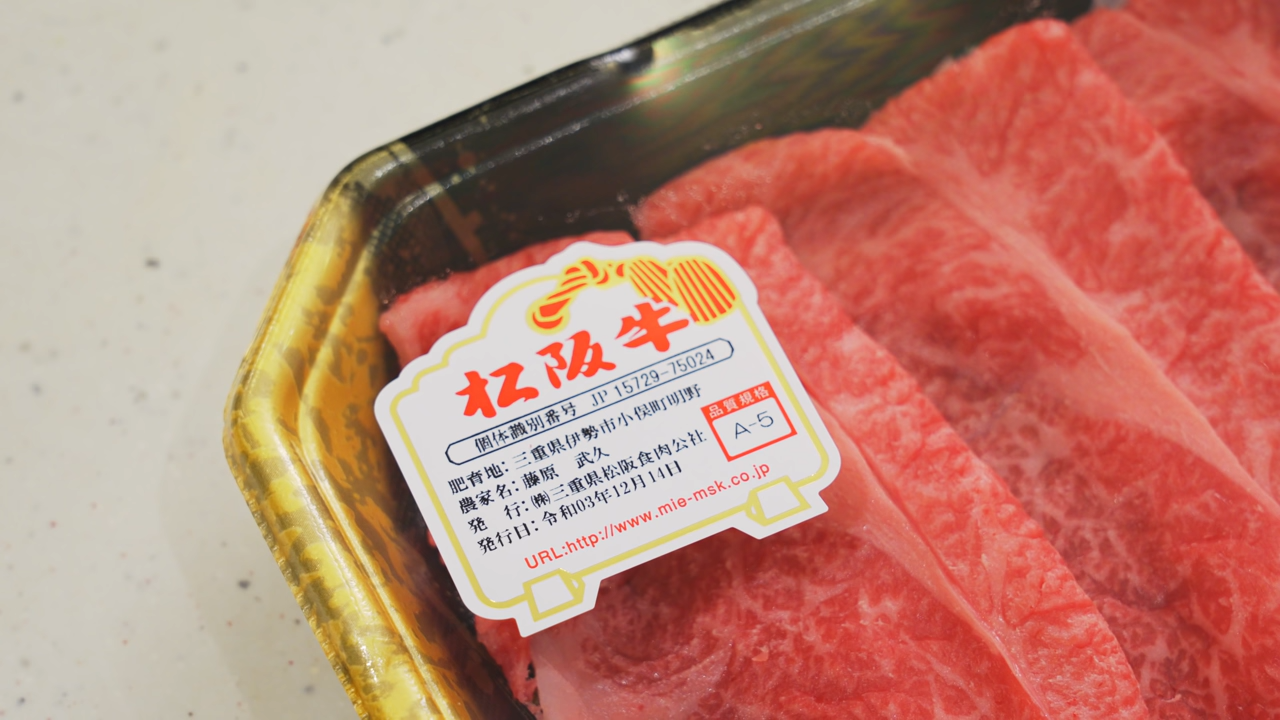 松阪牛
個体識別番号 JP 15729-75024
肥育地：三重県伊勢市小俣町明野
農家名：藤原　武久
発　行：㈱三重県松阪食肉公社
発行日：令和03年12月14日
品質規格
A-5
URL:http://www.mie-msk.co.jp